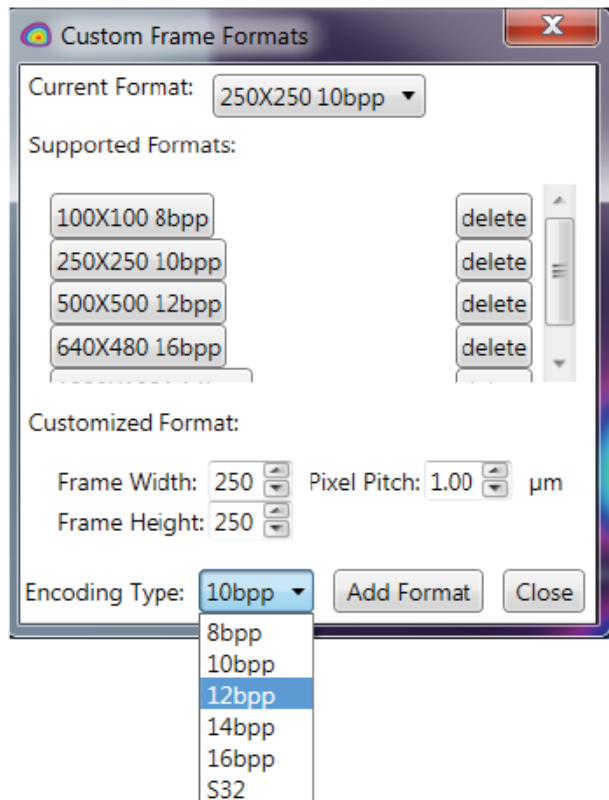 Custom Frame Formats
X
Current Format: 250X250 10bpp
Supported Formats:
100X100 8bpp delete
250X250 10bpp delete
500X500 12bpp delete
640X480 16bpp delete
Customized Format:
Frame Width: 250 Pixel Pitch: 1.00 µm
Frame Height: 250
Encoding Type: 10bpp Add Format Close
8bpp
10bpp
12bpp
14bpp
16bpp
S32